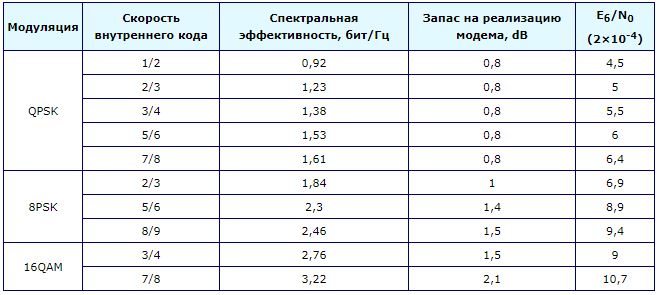 Модуляция | Скорость внутреннего кода | Спектральная эффективность, бит/Гц | Запас на реализацию модема, dB | E6/N0 (2×10-4)
QPSK | 1/2 | 0,92 | 0,8 | 4,5
2/3 | 1,23 | 0,8 | 5
3/4 | 1,38 | 0,8 | 5,5
5/6 | 1,53 | 0,8 | 6
7/8 | 1,61 | 0,8 | 6,4
8PSK | 2/3 | 1,84 | 1 | 6,9
5/6 | 2,3 | 1,4 | 8,9
8/9 | 2,46 | 1,5 | 9,4
16QAM | 3/4 | 2,76 | 1,5 | 9
7/8 | 3,22 | 2,1 | 10,7